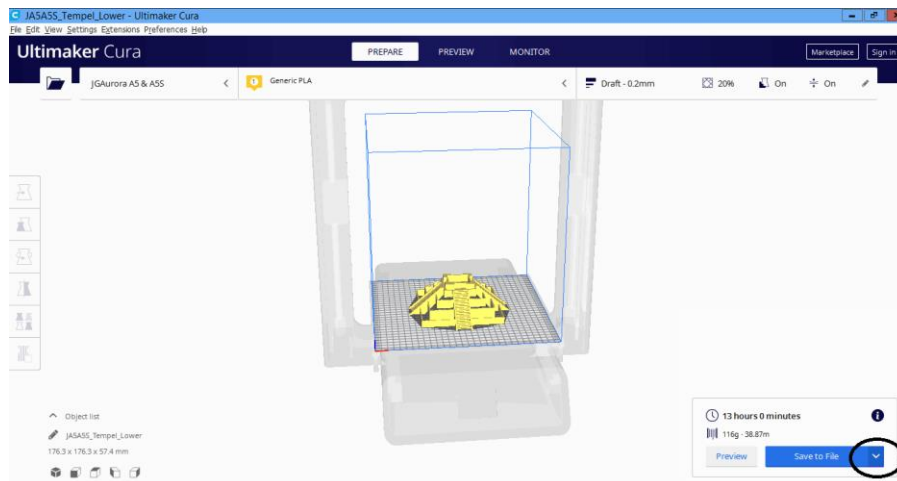 JA5A5S_Tempel_Lower - Ultimaker Cura
File Edit View Settings Extensions Preferences Help
Ultimaker Cura PREPARE PREVIEW MONITOR Marketplace Sign in
JGAurora A5 & A5S Generic PLA Draft - 0.2mm 20% On On
Object list
JA5A5S_Tempel_Lower
176.3 x 176.3 x 57.4 mm
13 hours 0 minutes
116g · 38.87m
Preview Save to File